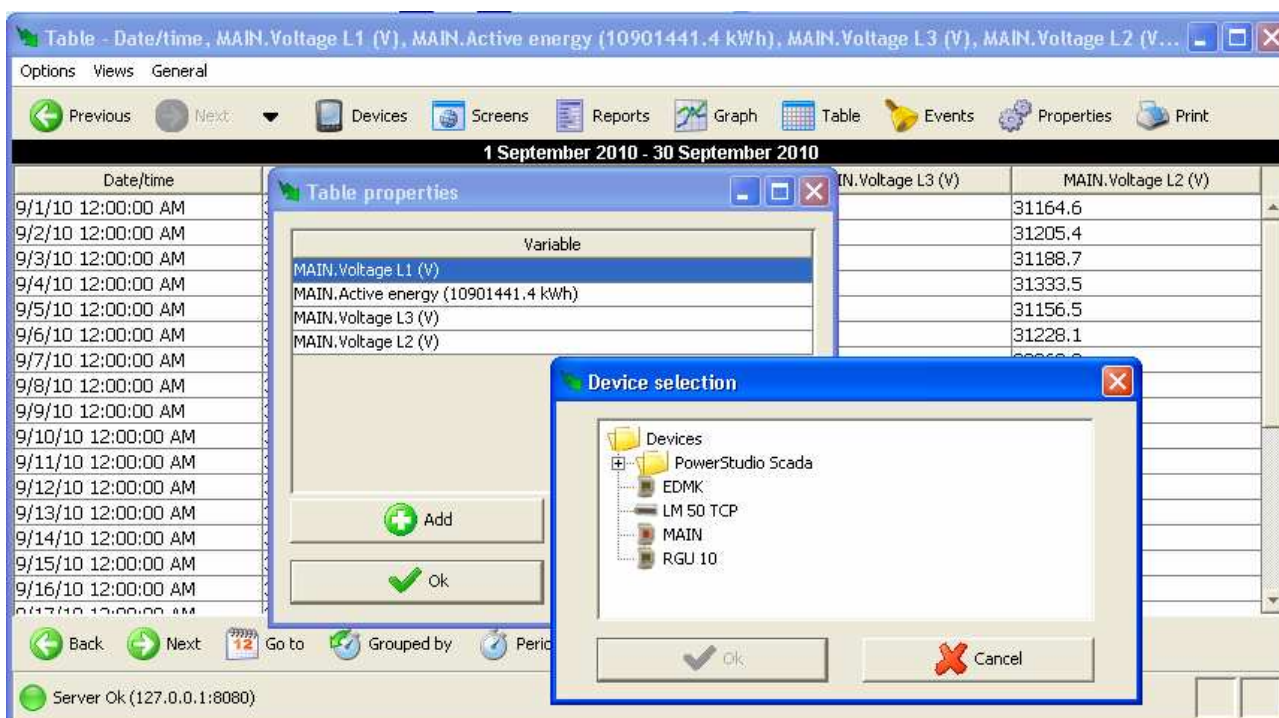 Table - Date/time, MAIN.Voltage L1 (V), MAIN.Active energy (10901441.4 kWh), MAIN.Voltage L3 (V), MAIN.Voltage L2 (V...
Options Views General
Previous Next Devices Screens Reports Graph Table Events Properties Print
1 September 2010 - 30 September 2010
Date/time IN.Voltage L3 (V) MAIN.Voltage L2 (V)
9/1/10 12:00:00 AM 31164.6
9/2/10 12:00:00 AM 31205.4
9/3/10 12:00:00 AM 31188.7
9/4/10 12:00:00 AM 31333.5
9/5/10 12:00:00 AM 31156.5
9/6/10 12:00:00 AM 31228.1
9/7/10 12:00:00 AM
9/8/10 12:00:00 AM
9/9/10 12:00:00 AM
9/10/10 12:00:00 AM
9/11/10 12:00:00 AM
9/12/10 12:00:00 AM
9/13/10 12:00:00 AM
9/14/10 12:00:00 AM
9/15/10 12:00:00 AM
9/16/10 12:00:00 AM
9/17/10 12:00:00 AM
Table properties
Variable
MAIN.Voltage L1 (V)
MAIN.Active energy (10901441.4 kWh)
MAIN.Voltage L3 (V)
MAIN.Voltage L2 (V)
Add
Ok
Device selection
Devices
PowerStudio Scada
EDMK
LM 50 TCP
MAIN
RGU 10
Ok Cancel
Back Next 12 Go to Grouped by Peric
Server Ok (127.0.0.1:8080)